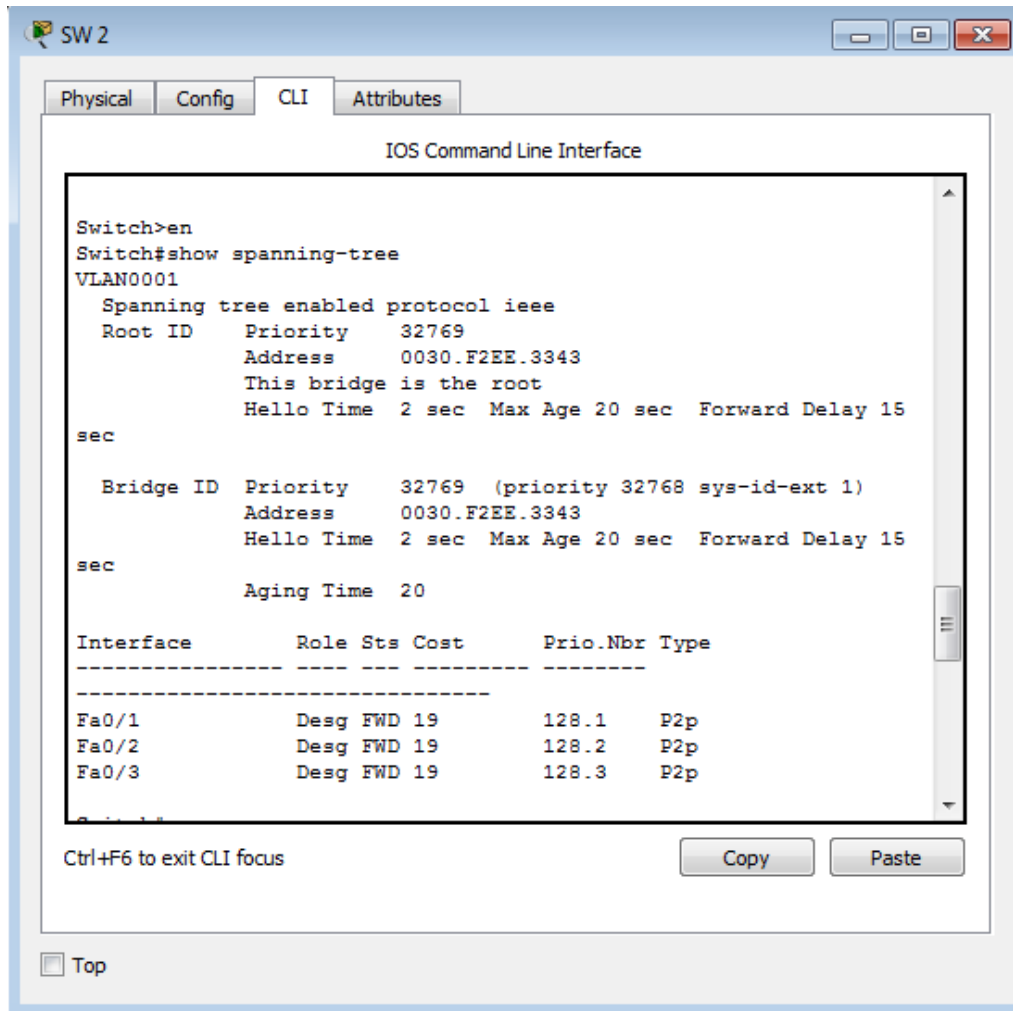 SW 2
Physical Config CLI Attributes
IOS Command Line Interface
Switch>en
Switch#show spanning-tree
VLAN0001
  Spanning tree enabled protocol ieee
  Root ID    Priority    32769
             Address     0030.F2EE.3343
             This bridge is the root
             Hello Time  2 sec  Max Age 20 sec  Forward Delay 15
sec
  Bridge ID  Priority    32769  (priority 32768 sys-id-ext 1)
             Address     0030.F2EE.3343
             Hello Time  2 sec  Max Age 20 sec  Forward Delay 15
sec
             Aging Time  20
Interface        Role Sts Cost      Prio.Nbr Type
---------------- ---- --- --------- --------
--------------------------------
Fa0/1            Desg FWD 19        128.1    P2p
Fa0/2            Desg FWD 19        128.2    P2p
Fa0/3            Desg FWD 19        128.3    P2p
Ctrl+F6 to exit CLI focus
Copy Paste
Top